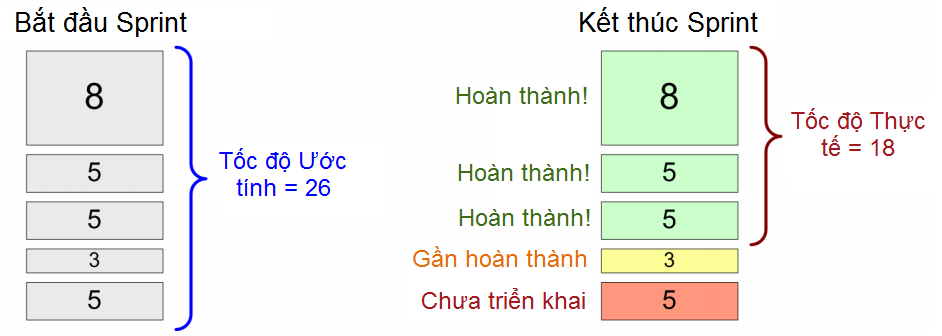 Bắt đầu Sprint
8
5
5
3
5
Tốc độ Ước
tính = 26
Kết thúc Sprint
Hoàn thành! 8
Hoàn thành! 5
Hoàn thành! 5
Gần hoàn thành 3
Chưa triển khai 5
Tốc độ Thực
tế = 18